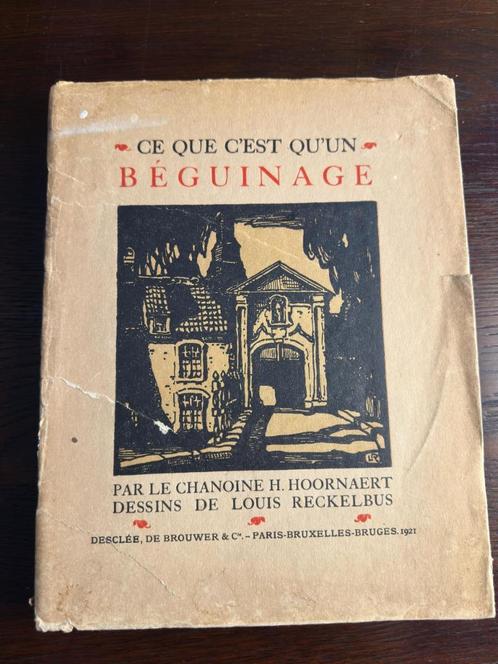 CE QUE C'EST QU'UN
BÉGUINAGE
LR
PAR LE CHANOINE H. HOORNAERT
DESSINS DE LOUIS RECKELBUS
DESCLÉE, DE BROUWER & Cie. – PARIS-BRUXELLES-BRUGES. 1921